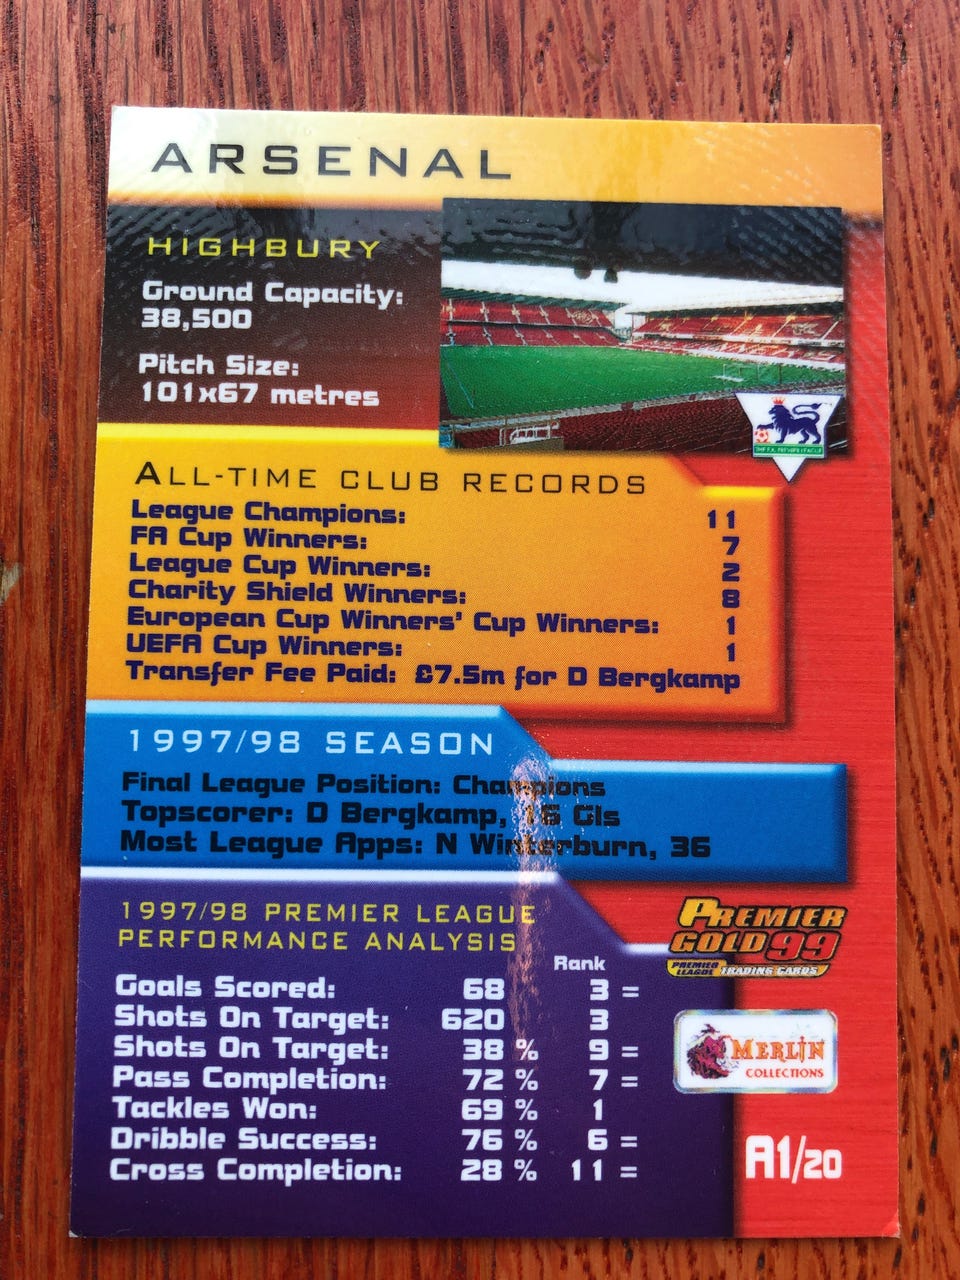 ARSENAL
HIGHBURY
Ground Capacity:
38,500
Pitch Size:
101x67 metres
THE F.A. PREMIER LEAGUE
ALL-TIME CLUB RECORDS
League Champions: 11
FA Cup Winners: 7
League Cup Winners: 2
Charity Shield Winners: 8
European Cup Winners' Cup Winners: 1
UEFA Cup Winners: 1
Transfer Fee Paid: £7.5m for D Bergkamp
1997/98 SEASON
Final League Position: Champions
Topscorer: D Bergkamp, 16 Gls
Most League Apps: N Winterburn, 36
1997/98 PREMIER LEAGUE
PERFORMANCE ANALYSIS
Rank
Goals Scored: 68 3 =
Shots On Target: 620 3
Shots On Target: 38 % 9 =
Pass Completion: 72 % 7 =
Tackles Won: 69 % 1
Dribble Success: 76 % 6 =
Cross Completion: 28 % 11 =
PREMIER
GOLD 99
PREMIER LEAGUE TRADING CARDS
MERLIN
COLLECTIONS
A1/20